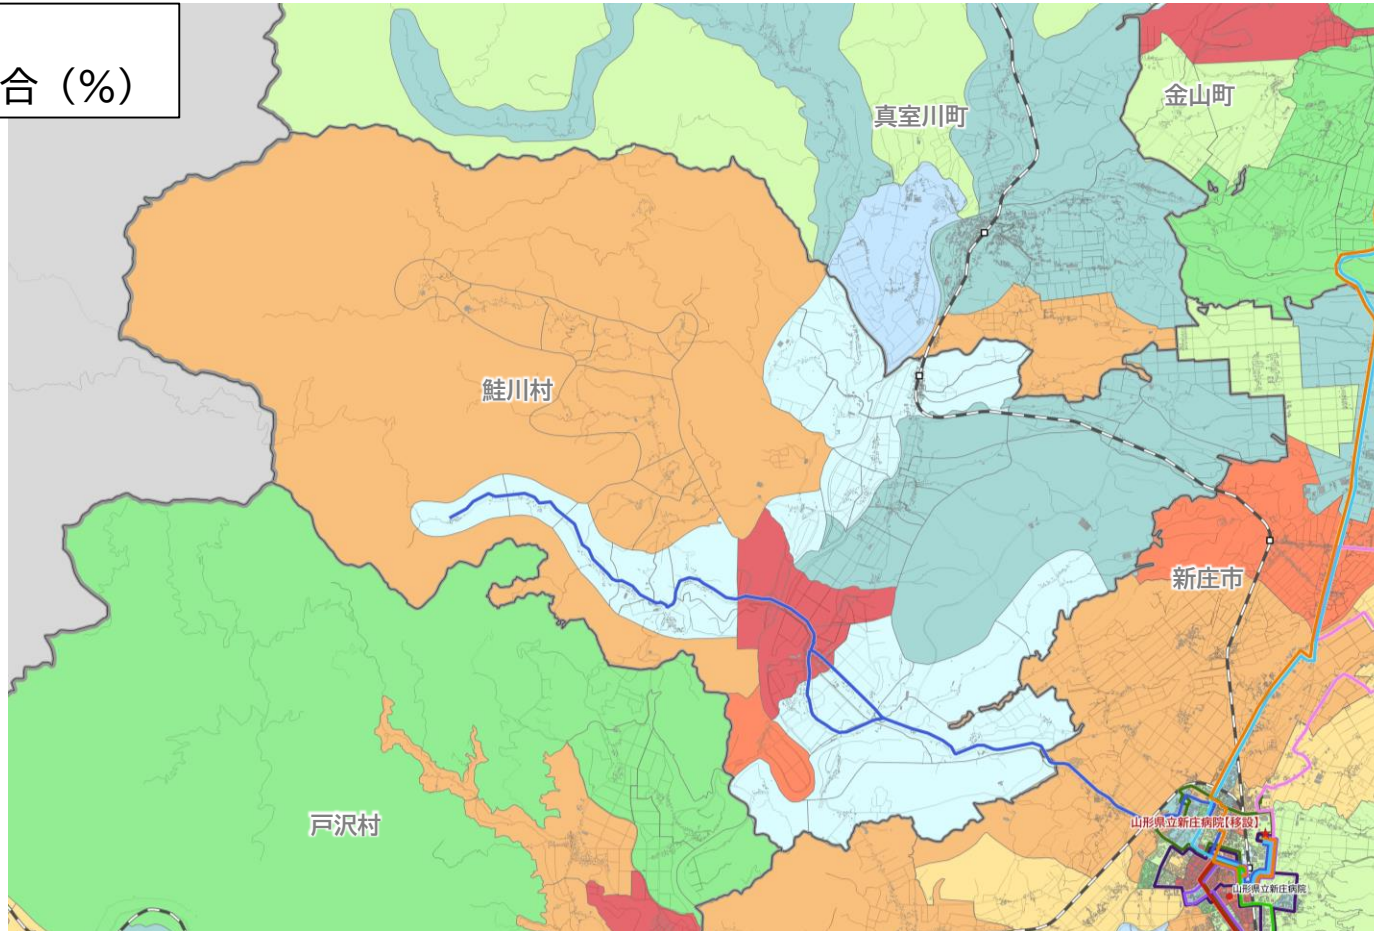 合（%）
金山町
真室川町
鮭川村
新庄市
戸沢村
山形県立新庄病院【移設】
山形県立新庄病院